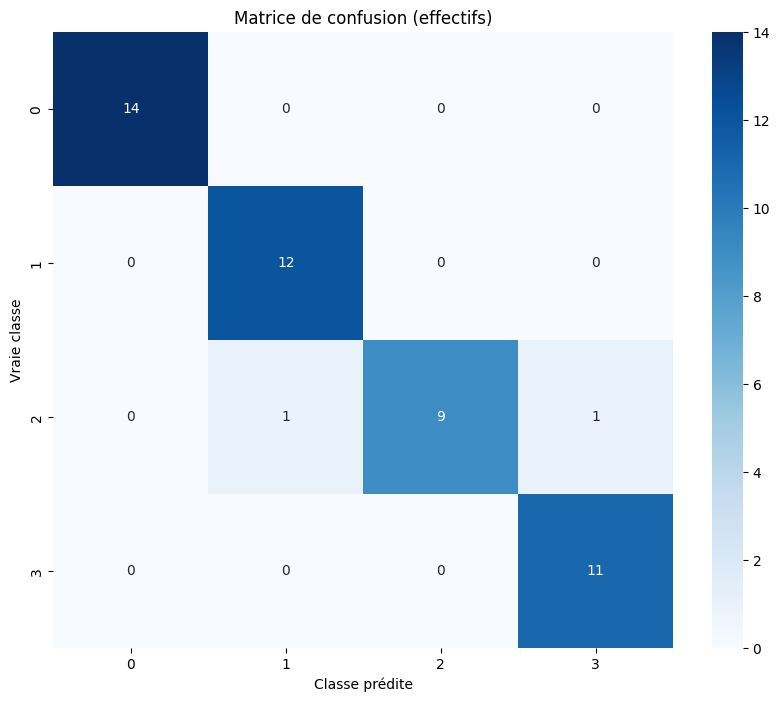 Matrice de confusion (effectifs)
14 0 0 0
0 12 0 0
0 1 9 1
0 0 0 11
0
1
2
3
Vraie classe
0 1 2 3
Classe prédite
14
12
10
8
6
4
2
0